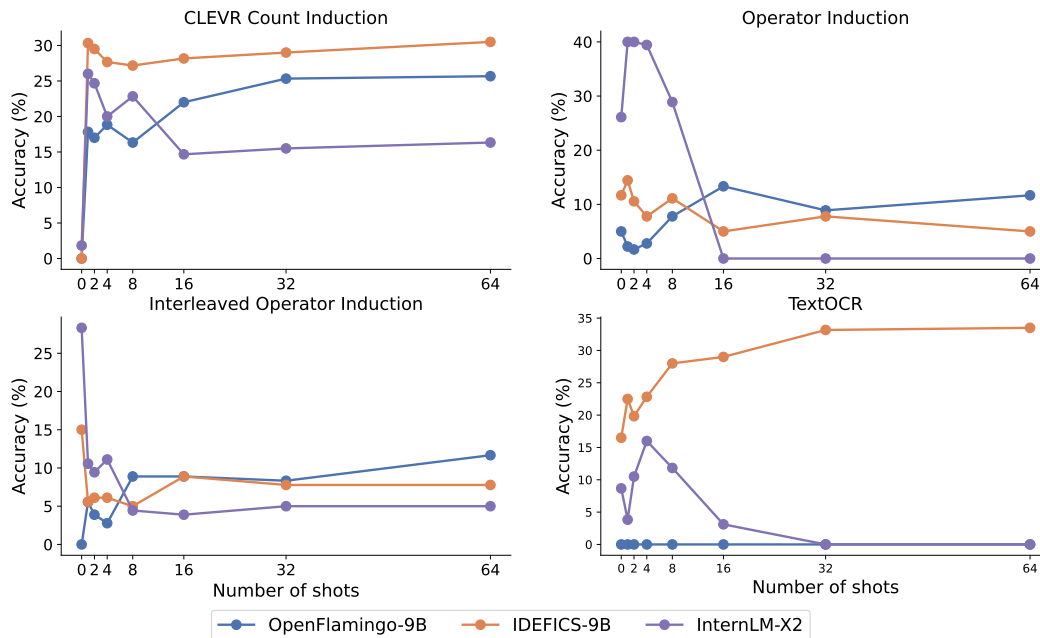 CLEVR Count Induction
Accuracy (%)
30
25
20
15
10
5
0
0 2 4 8 16 32 64
Operator Induction
Accuracy (%)
40
30
20
10
0
0 2 4 8 16 32 64
Interleaved Operator Induction
Accuracy (%)
25
20
15
10
5
0
0 2 4 8 16 32 64
Number of shots
TextOCR
Accuracy (%)
35
30
25
20
15
10
5
0
0 2 4 8 16 32 64
Number of shots
OpenFlamingo-9B IDEFICS-9B InternLM-X2